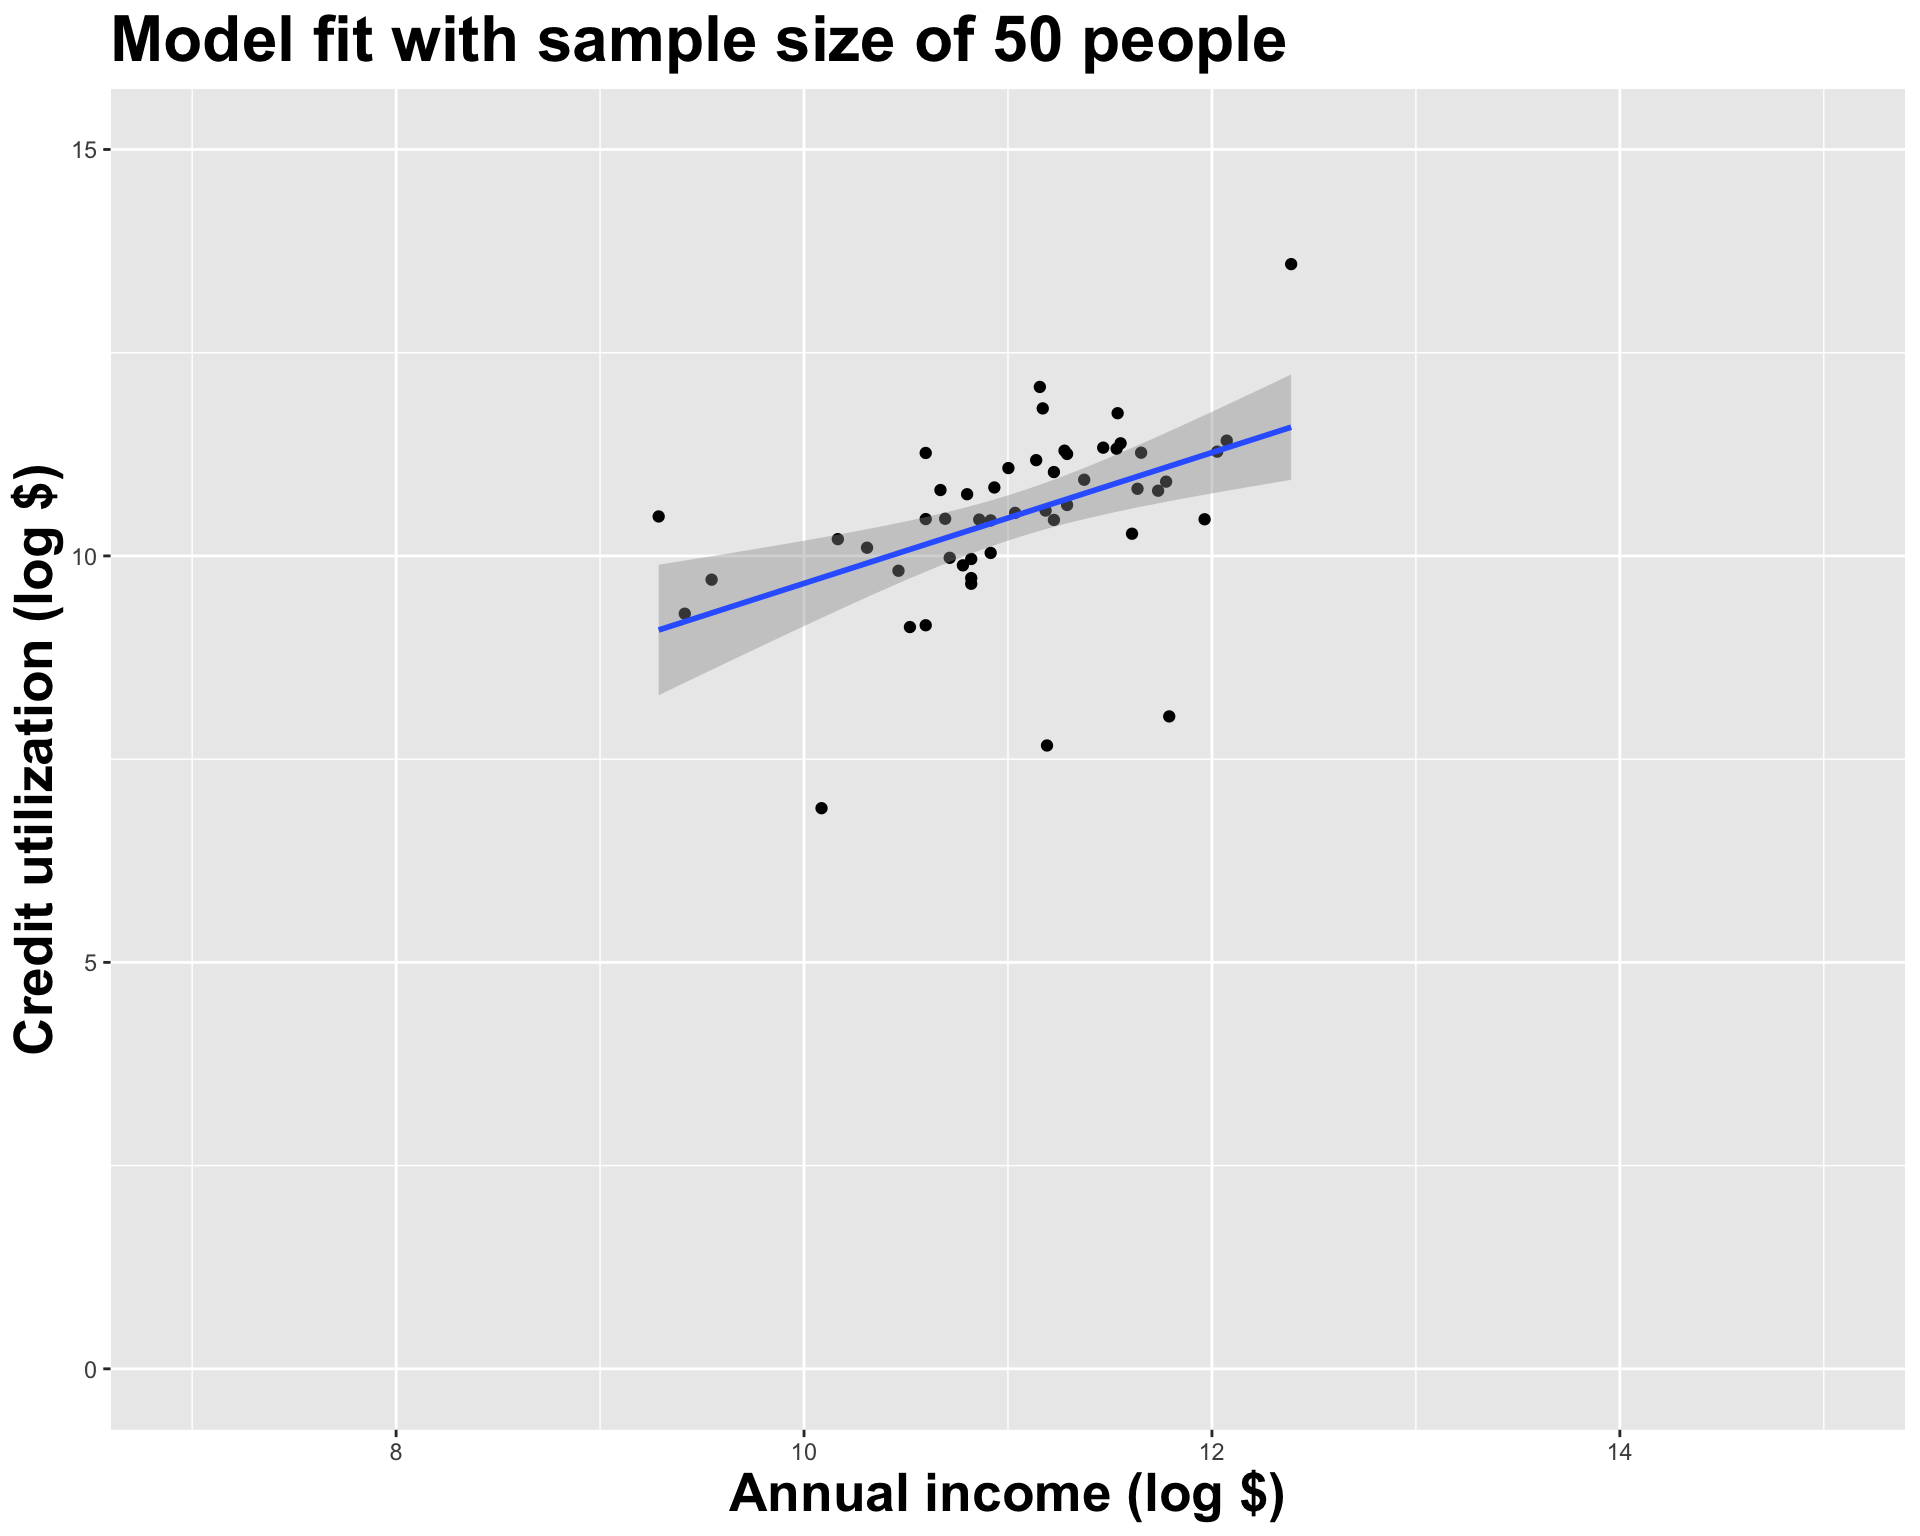 Model fit with sample size of 50 people
15
10
5
0
Credit utilization (log $)
8 10 12 14
Annual income (log $)